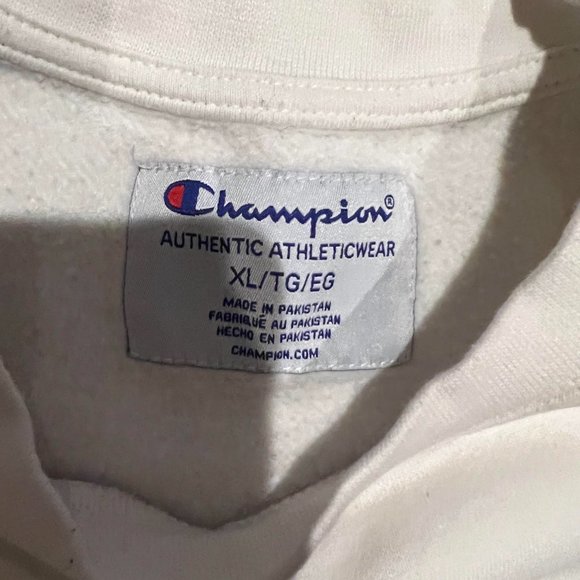 Champion®
AUTHENTIC ATHLETICWEAR
XL/TG/EG
MADE IN PAKISTAN
FABRIQUÉ AU PAKISTAN
HECHO EN PAKISTAN
CHAMPION.COM